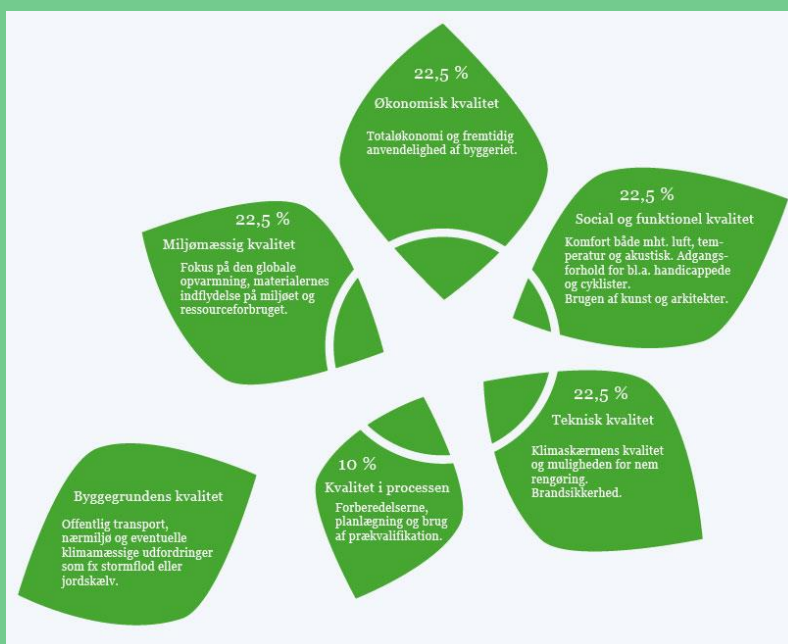 22,5 %
Økonomisk kvalitet
Totaløkonomi og fremtidig
anvendelighed af byggeriet.
22,5 %
Social og funktionel kvalitet
Komfort både mht. luft, tem-
peratur og akustisk. Adgangs-
forhold for bl.a. handicappede
og cyklister.
Brugen af kunst og arkitekter.
22,5 %
Miljømæssig kvalitet
Fokus på den globale
opvarmning, materialernes
indflydelse på miljøet og
ressourceforbruget.
22,5 %
Teknisk kvalitet
Klimaskærmens kvalitet
og muligheden for nem
rengøring.
Brandsikkerhed.
10 %
Kvalitet i processen
Forberedelserne,
planlægning og brug
af prækvalifikation.
Byggegrundens kvalitet
Offentlig transport,
nærmiljø og eventuelle
klimamæssige udfordringer
som fx stormflod eller
jordskælv.